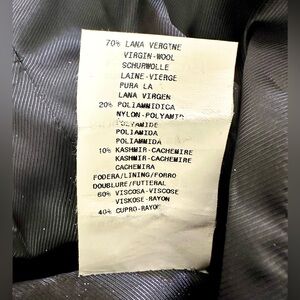 70% LANA VERGINE
VIRGIN-WOOL
SCHURWOLLE
LAINE-VIERGE
PURA LA
LANA VIRGEN
20% POLIAMMIDICA
NYLON-POLYAMID
POLYAMIDE
POLIAMIDA
POLIAMIDA
10% KASHMIR-CACHEMIRE
KASHMIR-CACHEMIRE
CACHEMIRA
FODERA/LINING/FORRO
DOUBLURE/FUTTERAL
60% VISCOSA-VISCOSE
VISKOSE-RAYON
40% CUPRO-RAYON